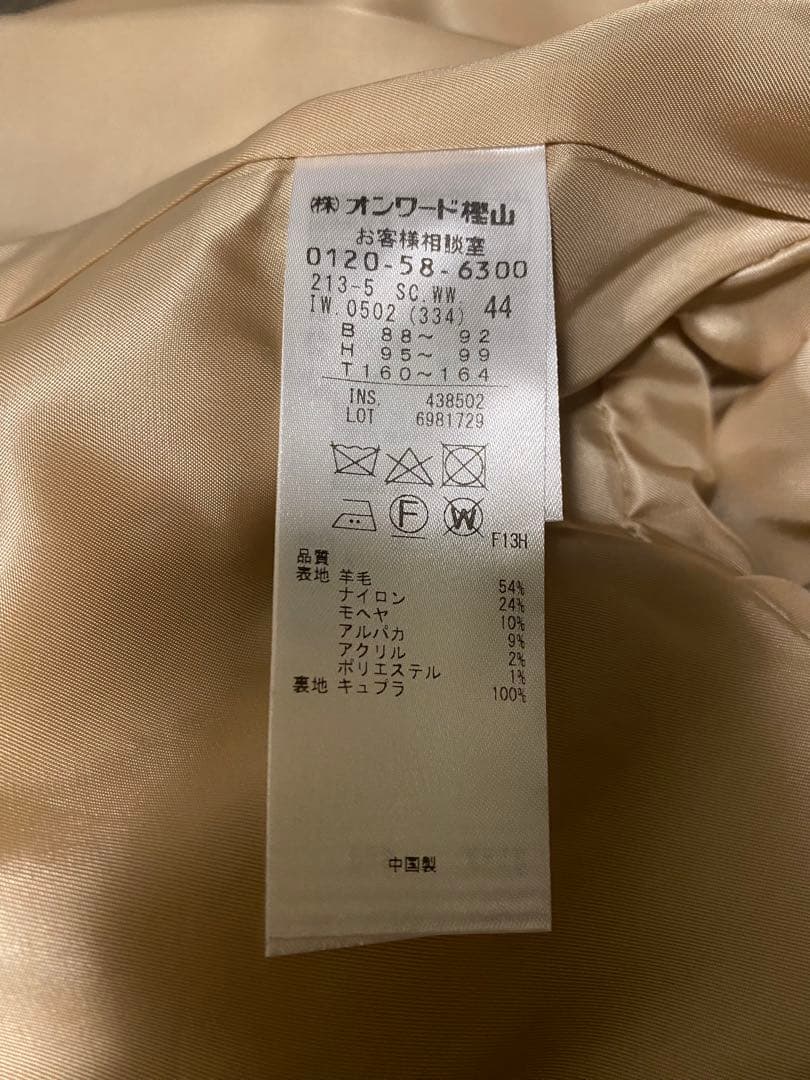 ㈱オンワード樫山
お客様相談室
0120-58-6300
213-5 SC.WW.
IW.0502 (334) 44
B 88〜 92
H 95〜 99
T 160〜164
INS. 438502
LOT 6981729
F W
F13H
品質
表地 羊毛 54%
ナイロン 24%
モヘヤ 10%
アルパカ 9%
アクリル 2%
ポリエステル 1%
裏地 キュプラ 100%
中国製